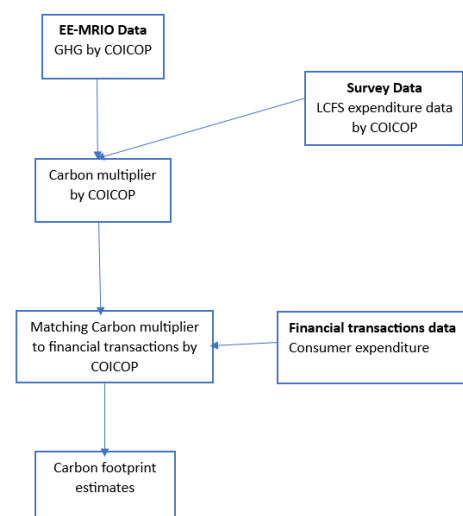 EE-MRIO Data
GHG by COICOP
Survey Data
LCFS expenditure data
by COICOP
Carbon multiplier
by COICOP
Matching Carbon multiplier
to financial transactions by
COICOP
Financial transactions data
Consumer expenditure
Carbon footprint
estimates